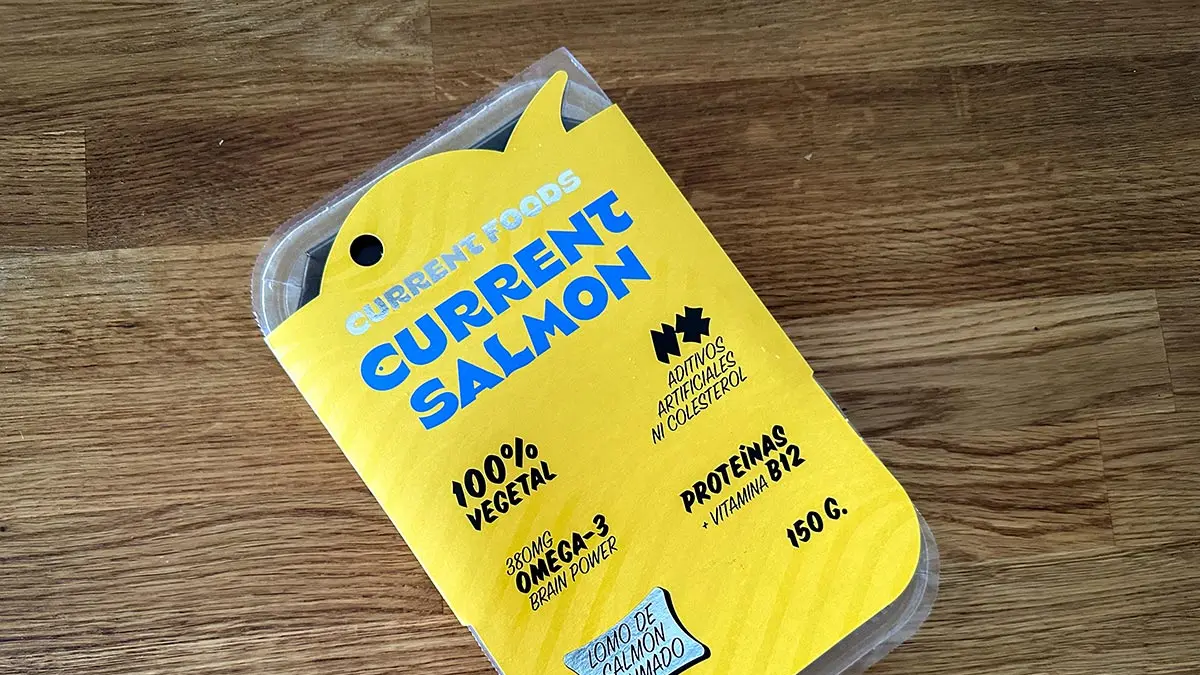 CURRENT FOODS
CURRENT
SALMON
ADITIVOS
ARTIFICIALES
NI COLESTEROL
100%
VEGETAL
PROTEÍNAS
+ VITAMINA B12
380MG
OMEGA-3
BRAIN POWER
150 G.
LOMO DE
SALMÓN